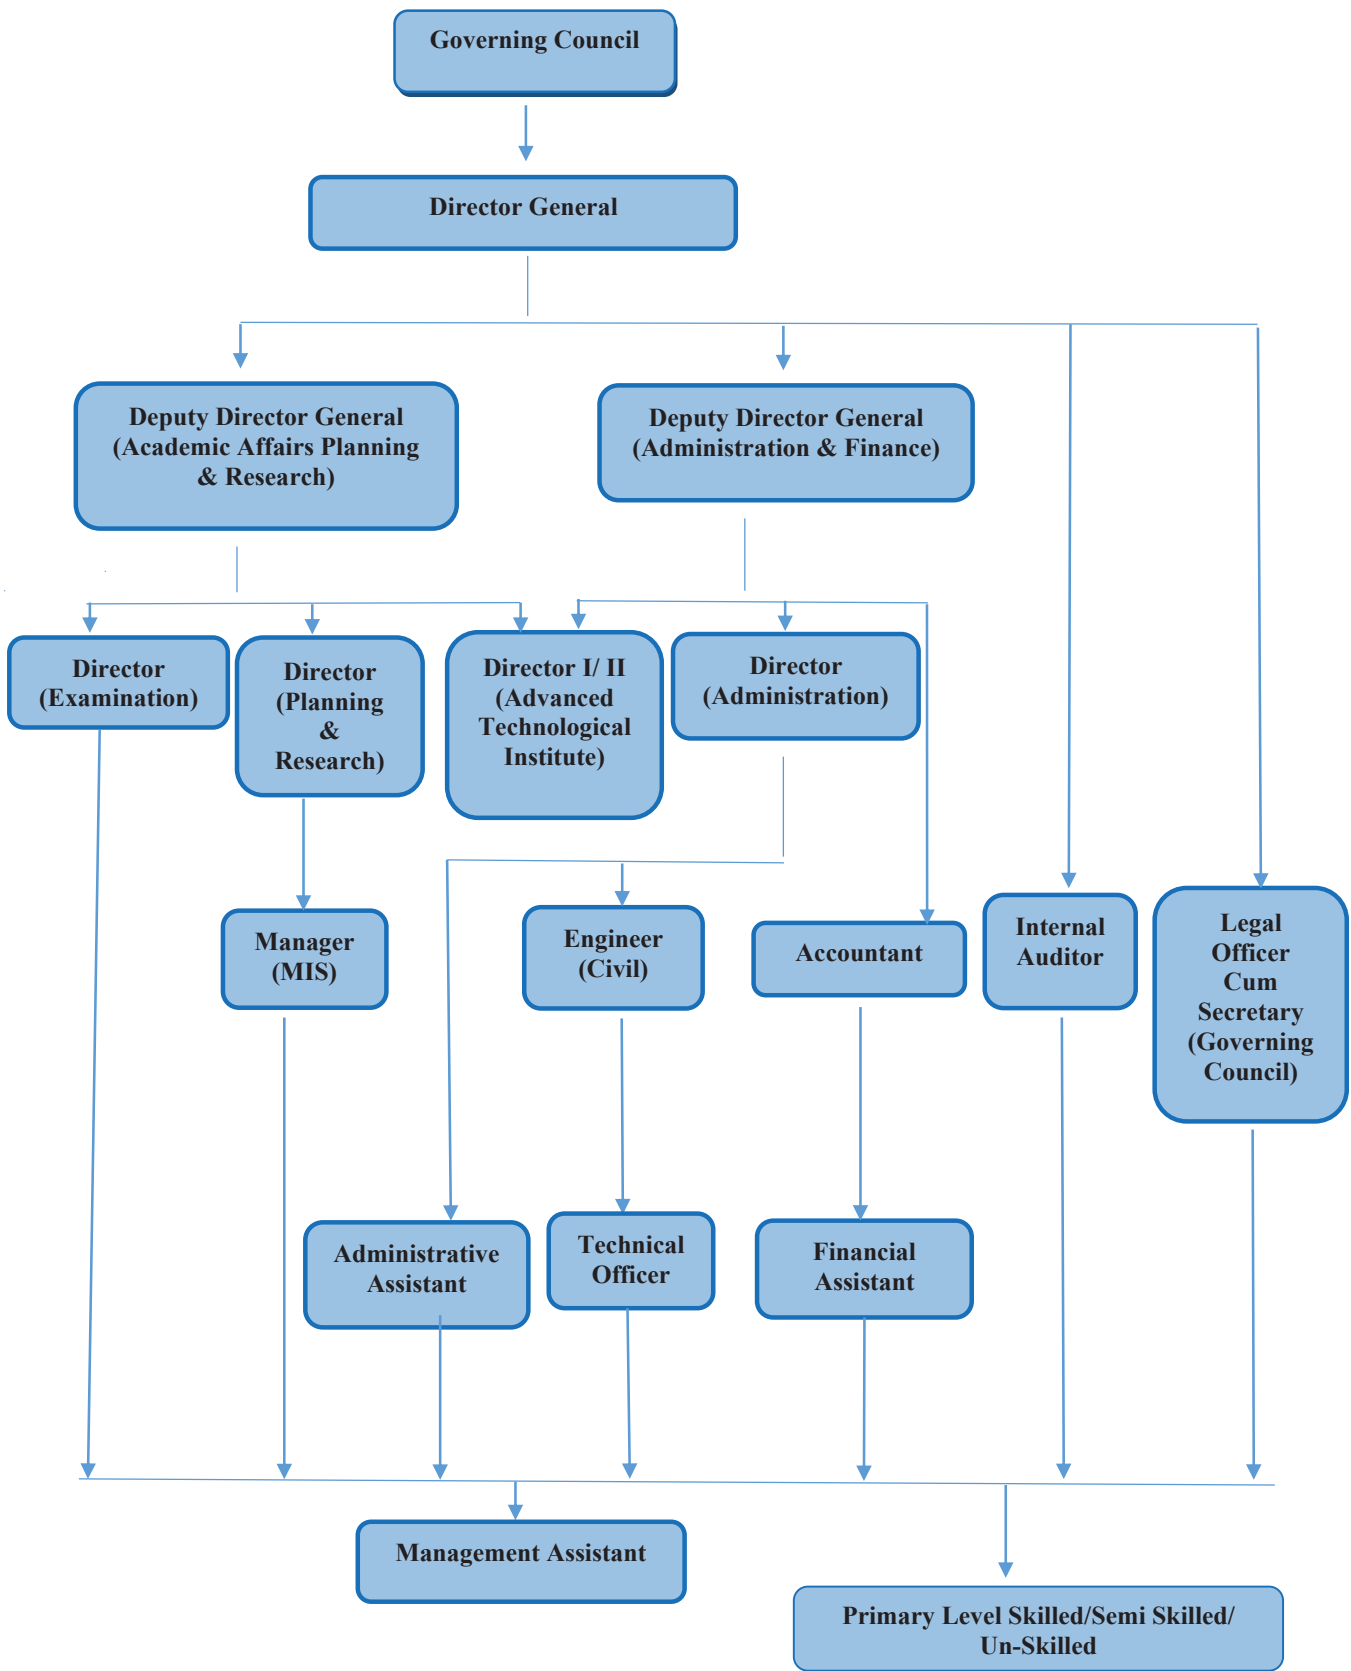 Governing Council
Director General
Deputy Director General
(Academic Affairs Planning
& Research)
Deputy Director General
(Administration & Finance)
Director
(Examination)
Director
(Planning
&
Research)
Director I/ II
(Advanced
Technological
Institute)
Director
(Administration)
Manager
(MIS)
Engineer
(Civil)
Accountant
Internal
Auditor
Legal
Officer
Cum
Secretary
(Governing
Council)
Administrative
Assistant
Technical
Officer
Financial
Assistant
Management Assistant
Primary Level Skilled/Semi Skilled/
Un-Skilled